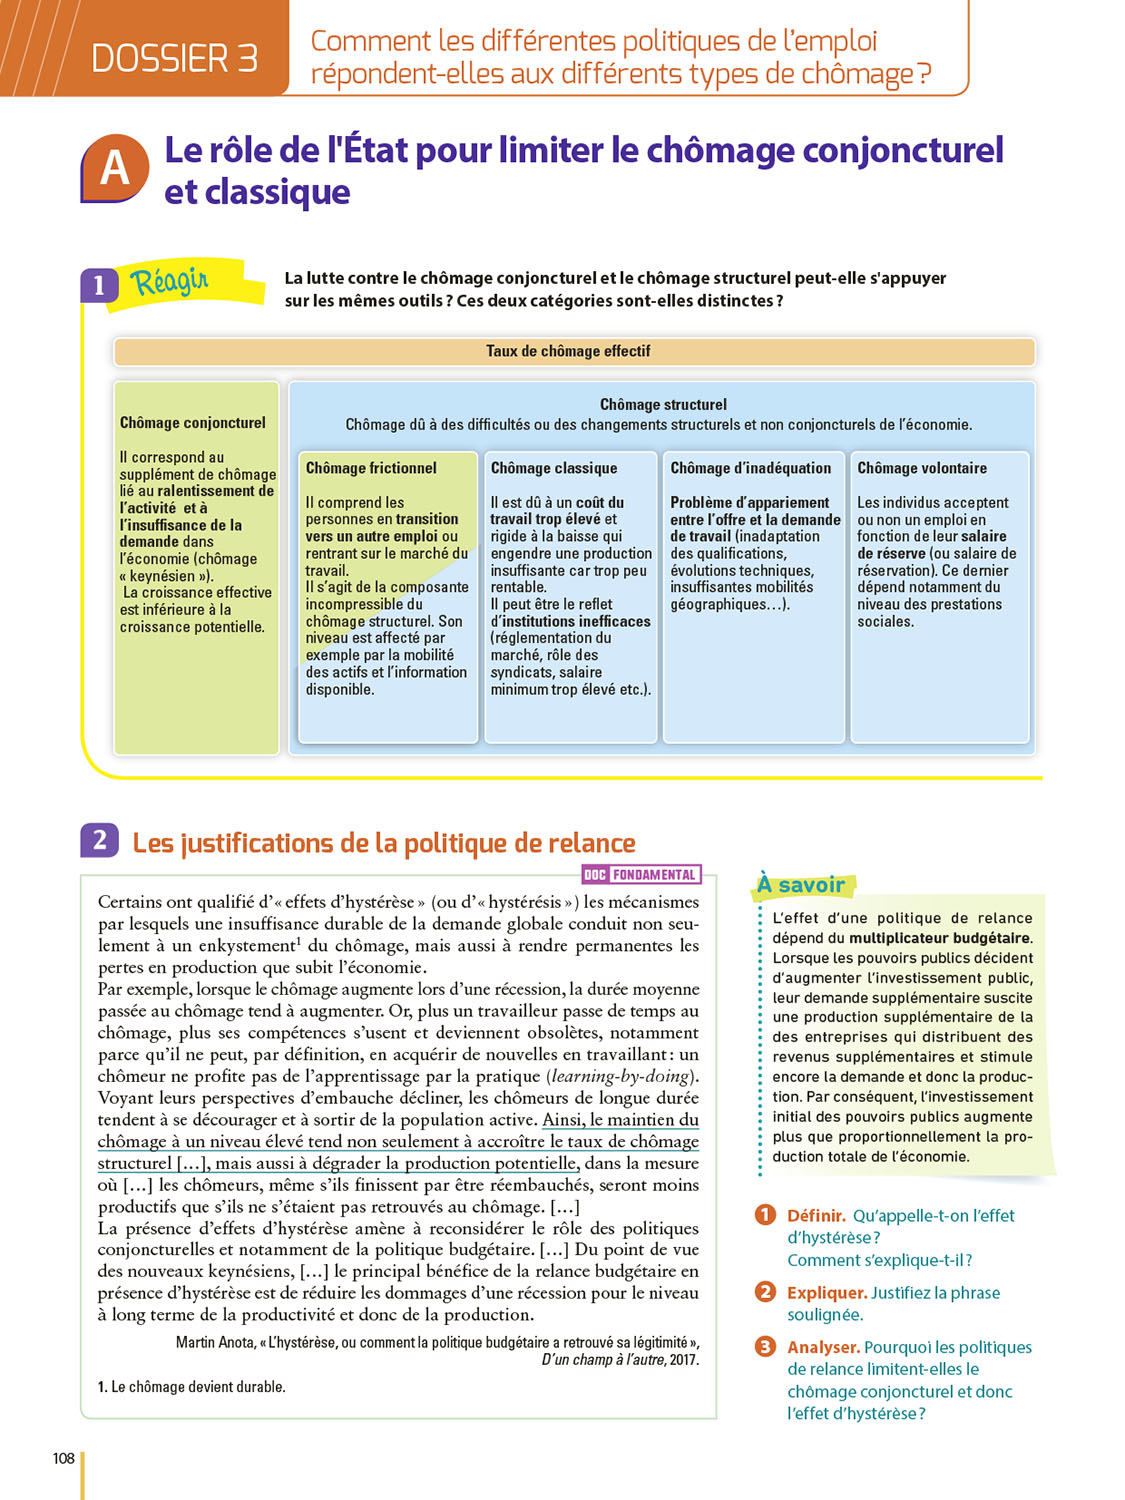 DOSSIER 3
Comment les différentes politiques de l'emploi
répondent-elles aux différents types de chômage ?
A
Le rôle de l'État pour limiter le chômage conjoncturel
et classique
1
Réagir
La lutte contre le chômage conjoncturel et le chômage structurel peut-elle s'appuyer
sur les mêmes outils ? Ces deux catégories sont-elles distinctes ?
Taux de chômage effectif
Chômage conjoncturel
Il correspond au
supplément de chômage
lié au ralentissement de
l'activité et à
l'insuffisance de la
demande dans
l'économie (chômage
« keynésien »).
La croissance effective
est inférieure à la
croissance potentielle.
Chômage structurel
Chômage dû à des difficultés ou des changements structurels et non conjoncturels de l'économie.
Chômage frictionnel
Il comprend les
personnes en transition
vers un autre emploi ou
rentrant sur le marché du
travail.
Il s'agit de la composante
incompressible du
chômage structurel. Son
niveau est affecté par
exemple par la mobilité
des actifs et l'information
disponible.
Chômage classique
Il est dû à un coût du
travail trop élevé et
rigide à la baisse qui
engendre une production
insuffisante car trop peu
rentable.
Il peut être le reflet
d'institutions inefficaces
(réglementation du
marché, rôle des
syndicats, salaire
minimum trop élevé etc.).
Chômage d'inadéquation
Problème d'appariement
entre l'offre et la demande
de travail (inadaptation
des qualifications,
évolutions techniques,
insuffisantes mobilités
géographiques…).
Chômage volontaire
Les individus acceptent
ou non un emploi en
fonction de leur salaire
de réserve (ou salaire de
réservation). Ce dernier
dépend notamment du
niveau des prestations
sociales.
2
Les justifications de la politique de relance
DOC FONDAMENTAL
Certains ont qualifié d'« effets d'hystérèse » (ou d'« hystérésis ») les mécanismes
par lesquels une insuffisance durable de la demande globale conduit non seu-
lement à un enkystement1 du chômage, mais aussi à rendre permanentes les
pertes en production que subit l'économie.
Par exemple, lorsque le chômage augmente lors d'une récession, la durée moyenne
passée au chômage tend à augmenter. Or, plus un travailleur passe de temps au
chômage, plus ses compétences s'usent et deviennent obsolètes, notamment
parce qu'il ne peut, par définition, en acquérir de nouvelles en travaillant : un
chômeur ne profite pas de l'apprentissage par la pratique (learning-by-doing).
Voyant leurs perspectives d'embauche décliner, les chômeurs de longue durée
tendent à se décourager et à sortir de la population active. Ainsi, le maintien du
chômage à un niveau élevé tend non seulement à accroître le taux de chômage
structurel […], mais aussi à dégrader la production potentielle, dans la mesure
où […] les chômeurs, même s'ils finissent par être réembauchés, seront moins
productifs que s'ils ne s'étaient pas retrouvés au chômage. […]
La présence d'effets d'hystérèse amène à reconsidérer le rôle des politiques
conjoncturelles et notamment de la politique budgétaire. […] Du point de vue
des nouveaux keynésiens, […] le principal bénéfice de la relance budgétaire en
présence d'hystérèse est de réduire les dommages d'une récession pour le niveau
à long terme de la productivité et donc de la production.
Martin Anota, « L'hystérèse, ou comment la politique budgétaire a retrouvé sa légitimité »,
D'un champ à l'autre, 2017.
1. Le chômage devient durable.
À savoir
L'effet d'une politique de relance
dépend du multiplicateur budgétaire.
Lorsque les pouvoirs publics décident
d'augmenter l'investissement public,
leur demande supplémentaire suscite
une production supplémentaire de la
des entreprises qui distribuent des
revenus supplémentaires et stimule
encore la demande et donc la produc-
tion. Par conséquent, l'investissement
initial des pouvoirs publics augmente
plus que proportionnellement la pro-
duction totale de l'économie.
1 Définir. Qu'appelle-t-on l'effet
d'hystérèse ?
Comment s'explique-t-il ?
2 Expliquer. Justifiez la phrase
soulignée.
3 Analyser. Pourquoi les politiques
de relance limitent-elles le
chômage conjoncturel et donc
l'effet d'hystérèse ?
108